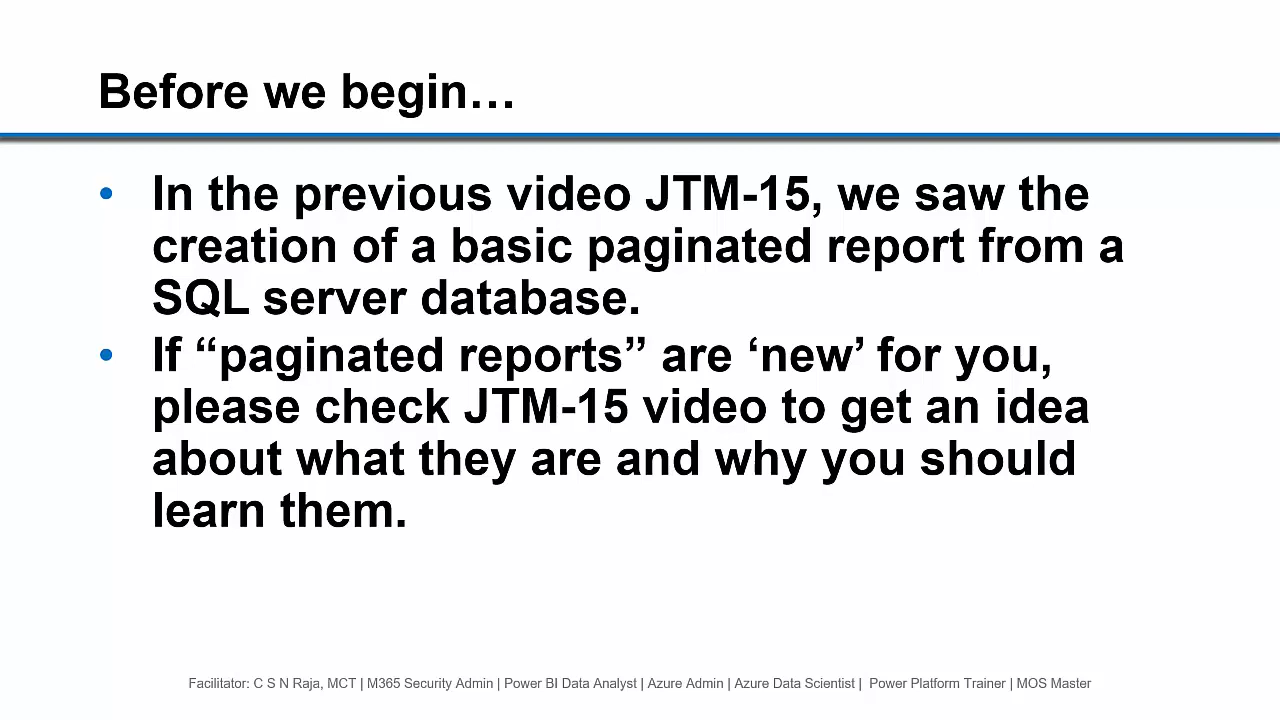 Before we begin…
• In the previous video JTM-15, we saw the
creation of a basic paginated report from a
SQL server database.
• If “paginated reports” are ‘new’ for you,
please check JTM-15 video to get an idea
about what they are and why you should
learn them.
Facilitator: C S N Raja, MCT | M365 Security Admin | Power BI Data Analyst | Azure Admin | Azure Data Scientist | Power Platform Trainer | MOS Master